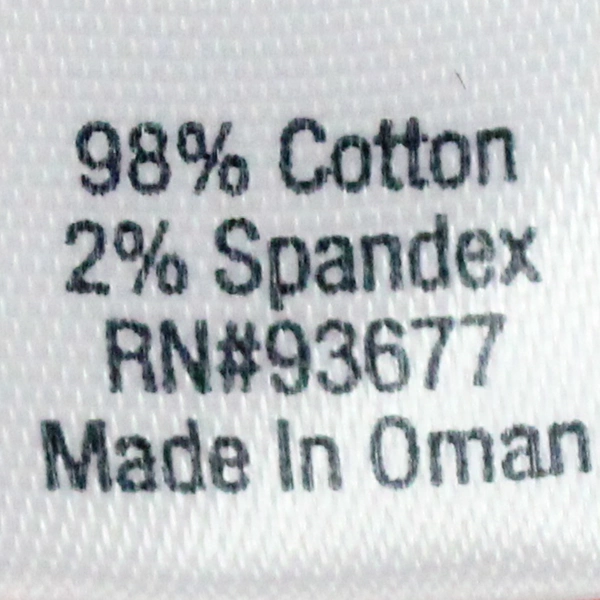 98% Cotton
2% Spandex
RN#93677
Made In Oman